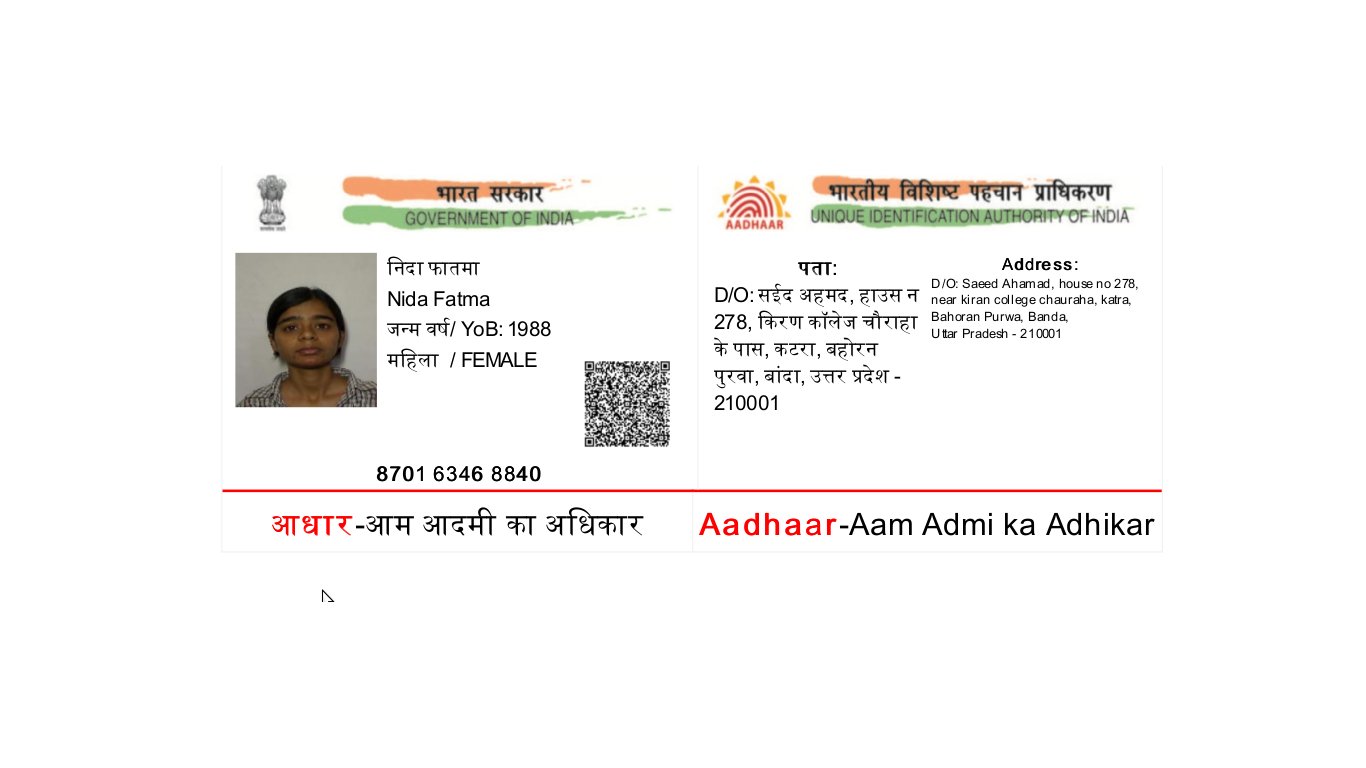 भारत सरकार
GOVERNMENT OF INDIA
निदा फातमा
Nida Fatma
जन्म वर्ष/ YoB: 1988
महिला / FEMALE
8701 6346 8840
आधार-आम आदमी का अधिकार
भारतीय विशिष्ट पहचान प्राधिकरण
UNIQUE IDENTIFICATION AUTHORITY OF INDIA
AADHAAR
पता:
D/O: सईद अहमद, हाउस न
278, किरण कॉलेज चौराहा
के पास, कटरा, बहोरन
पुरवा, बांदा, उत्तर प्रदेश -
210001
Address:
D/O: Saeed Ahamad, house no 278,
near kiran college chauraha, katra,
Bahoran Purwa, Banda,
Uttar Pradesh - 210001
Aadhaar-Aam Admi ka Adhikar